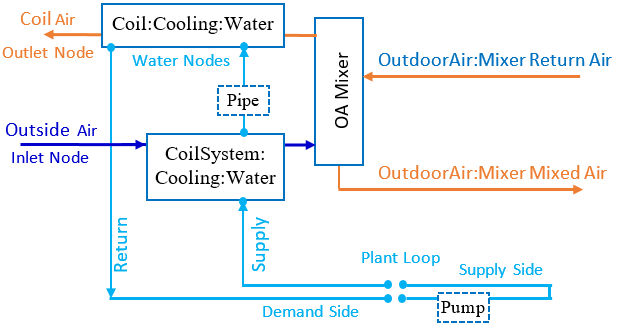 Coil Air
Outlet Node
Coil:Cooling:Water
Water Nodes
OA Mixer
OutdoorAir:Mixer Return Air
Pipe
Outside Air
Inlet Node
CoilSystem:
Cooling:Water
OutdoorAir:Mixer Mixed Air
Return
Supply
Plant Loop
Supply Side
Demand Side
Pump